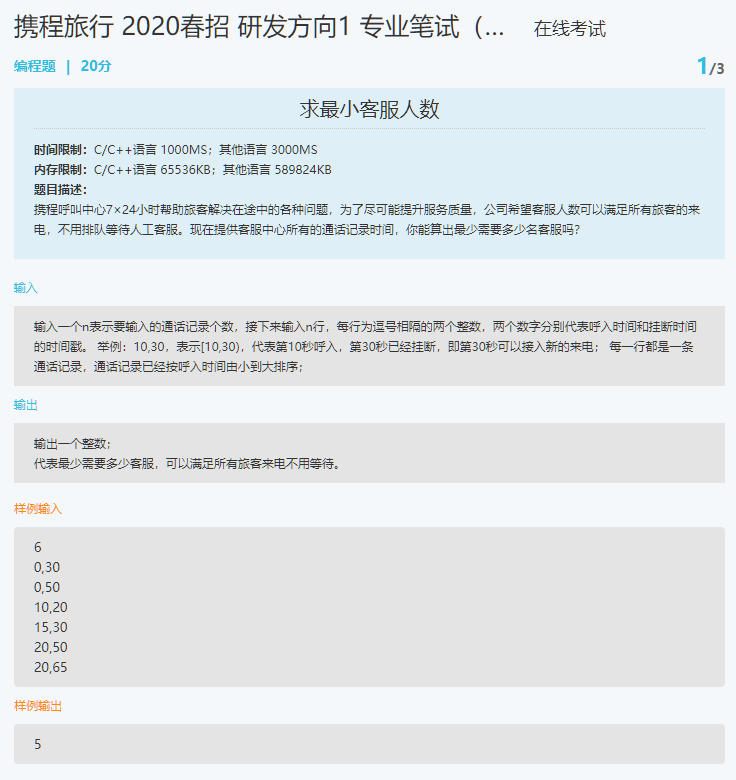 携程旅行 2020春招 研发方向1 专业笔试（... 在线考试
编程题 | 20分 1/3
求最小客服人数
时间限制：C/C++语言 1000MS；其他语言 3000MS
内存限制：C/C++语言 65536KB；其他语言 589824KB
题目描述：
携程呼叫中心7×24小时帮助旅客解决在途中的各种问题，为了尽可能提升服务质量，公司希望客服人数可以满足所有旅客的来
电，不用排队等待人工客服。现在提供客服中心所有的通话记录时间，你能算出最少需要多少名客服吗？
输入
输入一个n表示要输入的通话记录个数，接下来输入n行，每行为逗号相隔的两个整数，两个数字分别代表呼入时间和挂断时间
的时间戳。 举例：10,30，表示[10,30)，代表第10秒呼入，第30秒已经挂断，即第30秒可以接入新的来电； 每一行都是一条
通话记录，通话记录已经按呼入时间由小到大排序；
输出
输出一个整数；
代表最少需要多少客服，可以满足所有旅客来电不用等待。
样例输入
6
0,30
0,50
10,20
15,30
20,50
20,65
样例输出
5